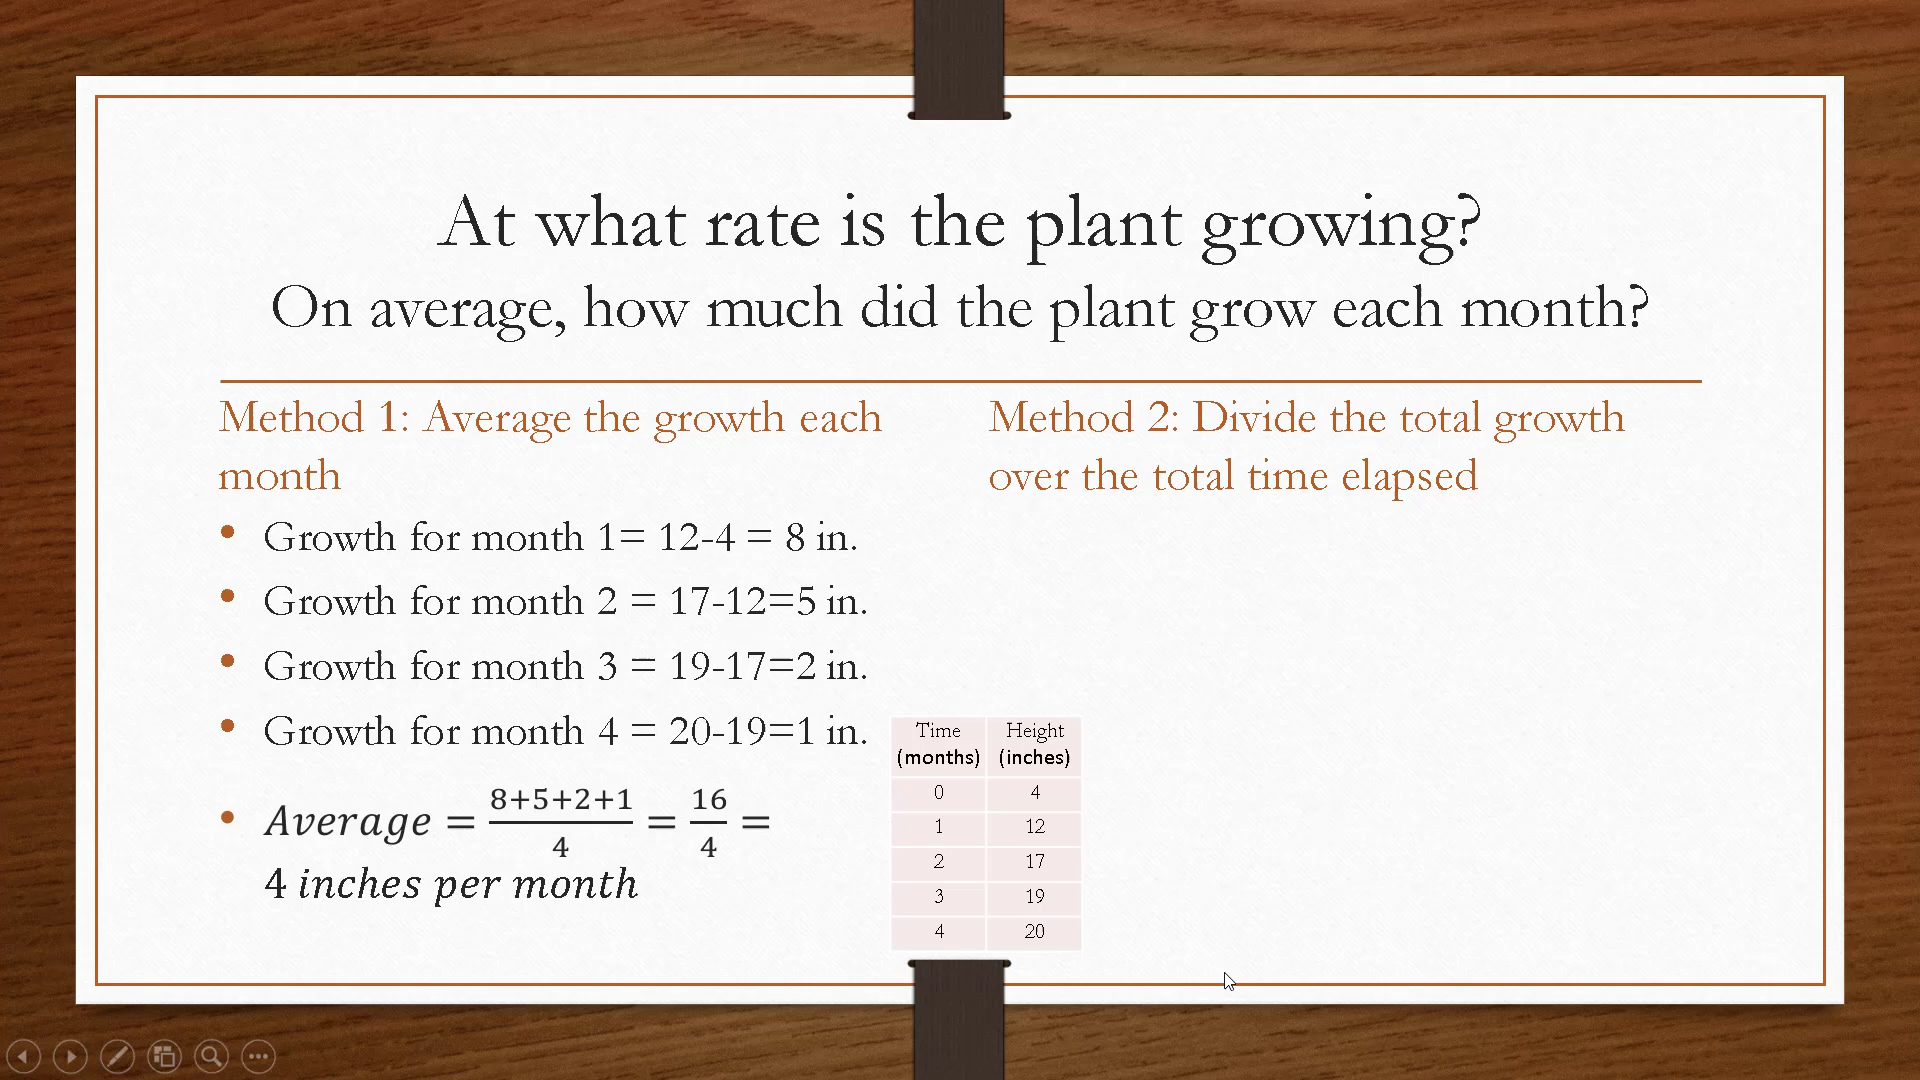 At what rate is the plant growing?
On average, how much did the plant grow each month?
Method 1: Average the growth each
month
• Growth for month 1= 12-4 = 8 in.
• Growth for month 2 = 17-12=5 in.
• Growth for month 3 = 19-17=2 in.
• Growth for month 4 = 20-19=1 in.
• Average = 8+5+2+1/4 = 16/4 =
4 inches per month
Method 2: Divide the total growth
over the total time elapsed
Time Height
(months) (inches)
0 4
1 12
2 17
3 19
4 20